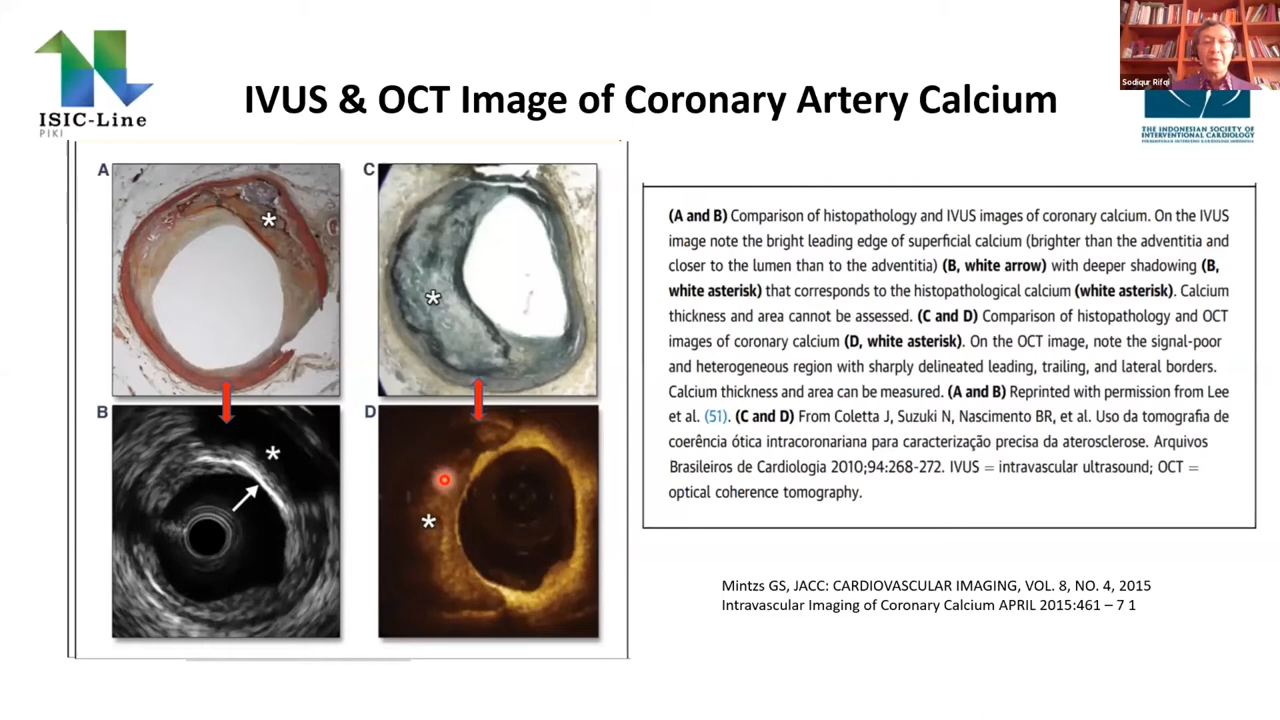 ISIC-Line
PIKI
IVUS & OCT Image of Coronary Artery Calcium
Sodiqur Rifqi
THE INDONESIAN SOCIETY OF
INTERVENTIONAL CARDIOLOGY
A
*
C
*
B
*
D
*
(A and B) Comparison of histopathology and IVUS images of coronary calcium. On the IVUS
image note the bright leading edge of superficial calcium (brighter than the adventitia and
closer to the lumen than to the adventitia) (B, white arrow) with deeper shadowing (B,
white asterisk) that corresponds to the histopathological calcium (white asterisk). Calcium
thickness and area cannot be assessed. (C and D) Comparison of histopathology and OCT
images of coronary calcium (D, white asterisk). On the OCT image, note the signal-poor
and heterogeneous region with sharply delineated leading, trailing, and lateral borders.
Calcium thickness and area can be measured. (A and B) Reprinted with permission from Lee
et al. (51). (C and D) From Coletta J, Suzuki N, Nascimento BR, et al. Uso da tomografia de
coerência ótica intracoronariana para caracterização precisa da aterosclerose. Arquivos
Brasileiros de Cardiologia 2010;94:268-272. IVUS = intravascular ultrasound; OCT =
optical coherence tomography.
Mintzs GS, JACC: CARDIOVASCULAR IMAGING, VOL. 8, NO. 4, 2015
Intravascular Imaging of Coronary Calcium APRIL 2015:461 – 7 1